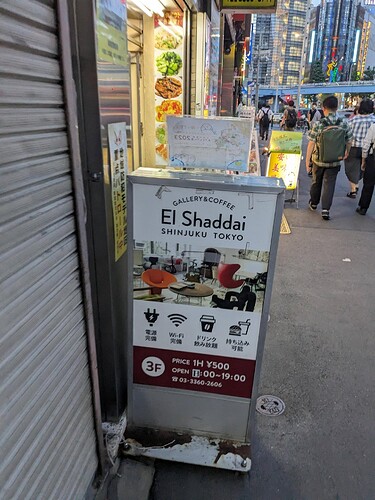 GALLERY&COFFEE
El Shaddai
SHINJUKU TOKYO
電源 完備
Wi-Fi 完備
ドリンク 飲み放題
持ち込み 可能
3F
PRICE 1H ¥500
OPEN 11:00~19:00
☎ 03-3360-2606